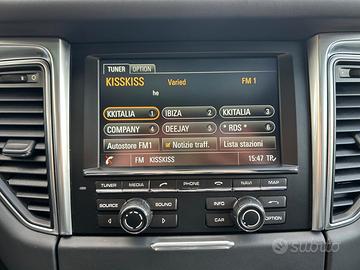 TUNER OPTION
KISSKISS Varied FM 1
he
KKITALIA 1 IBIZA 2 KKITALIA 3
COMPANY 4 DEEJAY 5 * RDS * 6
Autostore FM1 Notizie traff. Lista stazioni
FM KISSKISS 15:47 TP
TUNER MEDIA PHONE NAVI MAP
SOURCE INFO
CAR OPTION
subito.it